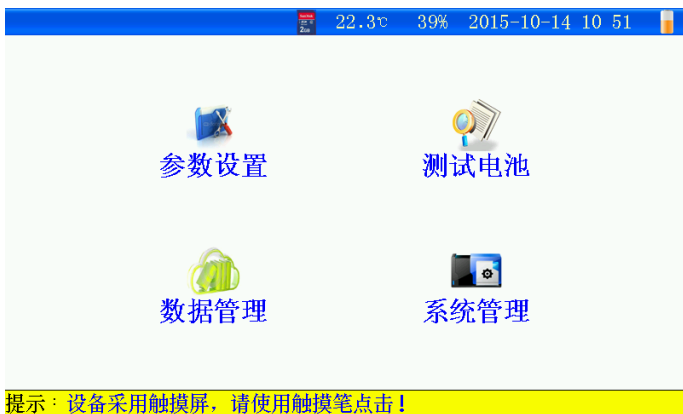 22.3℃ 39% 2015-10-14 10 51
参数设置
测试电池
数据管理
系统管理
提示：设备采用触摸屏，请使用触摸笔点击！